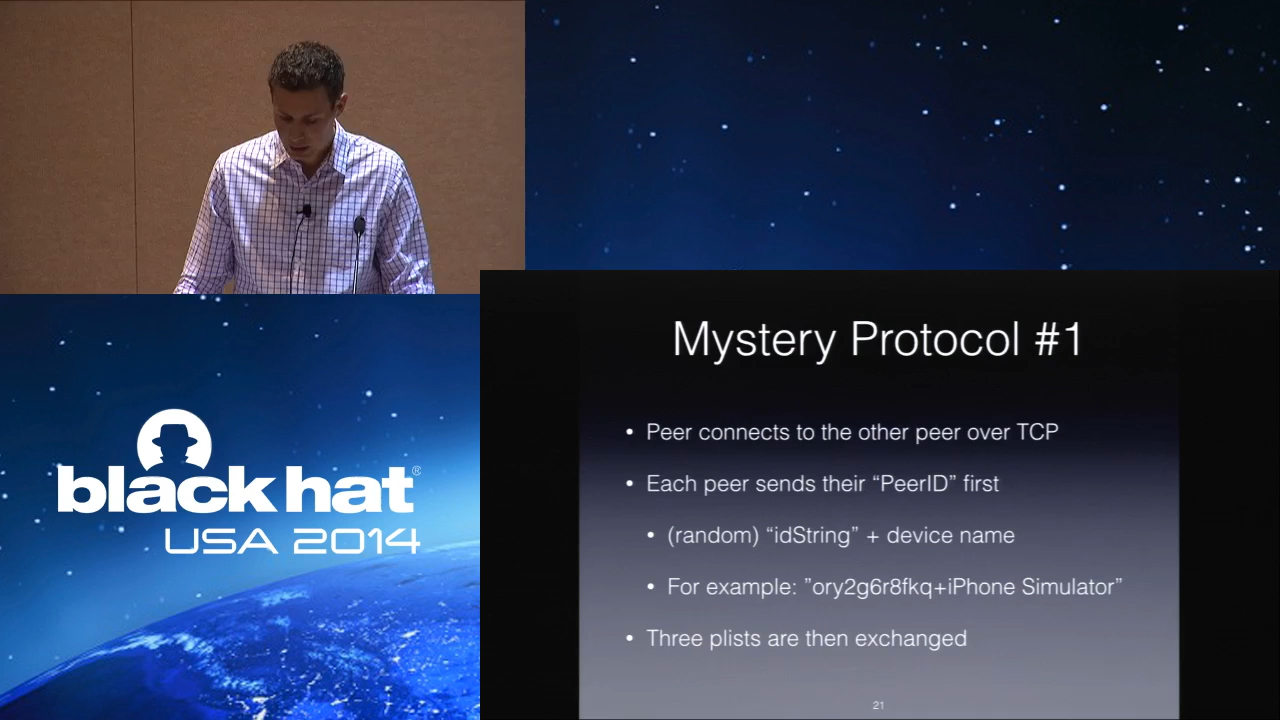 black hat®
USA 2014
Mystery Protocol #1
• Peer connects to the other peer over TCP
• Each peer sends their “PeerID” first
• (random) “idString” + device name
• For example: ”ory2g6r8fkq+iPhone Simulator”
• Three plists are then exchanged
21